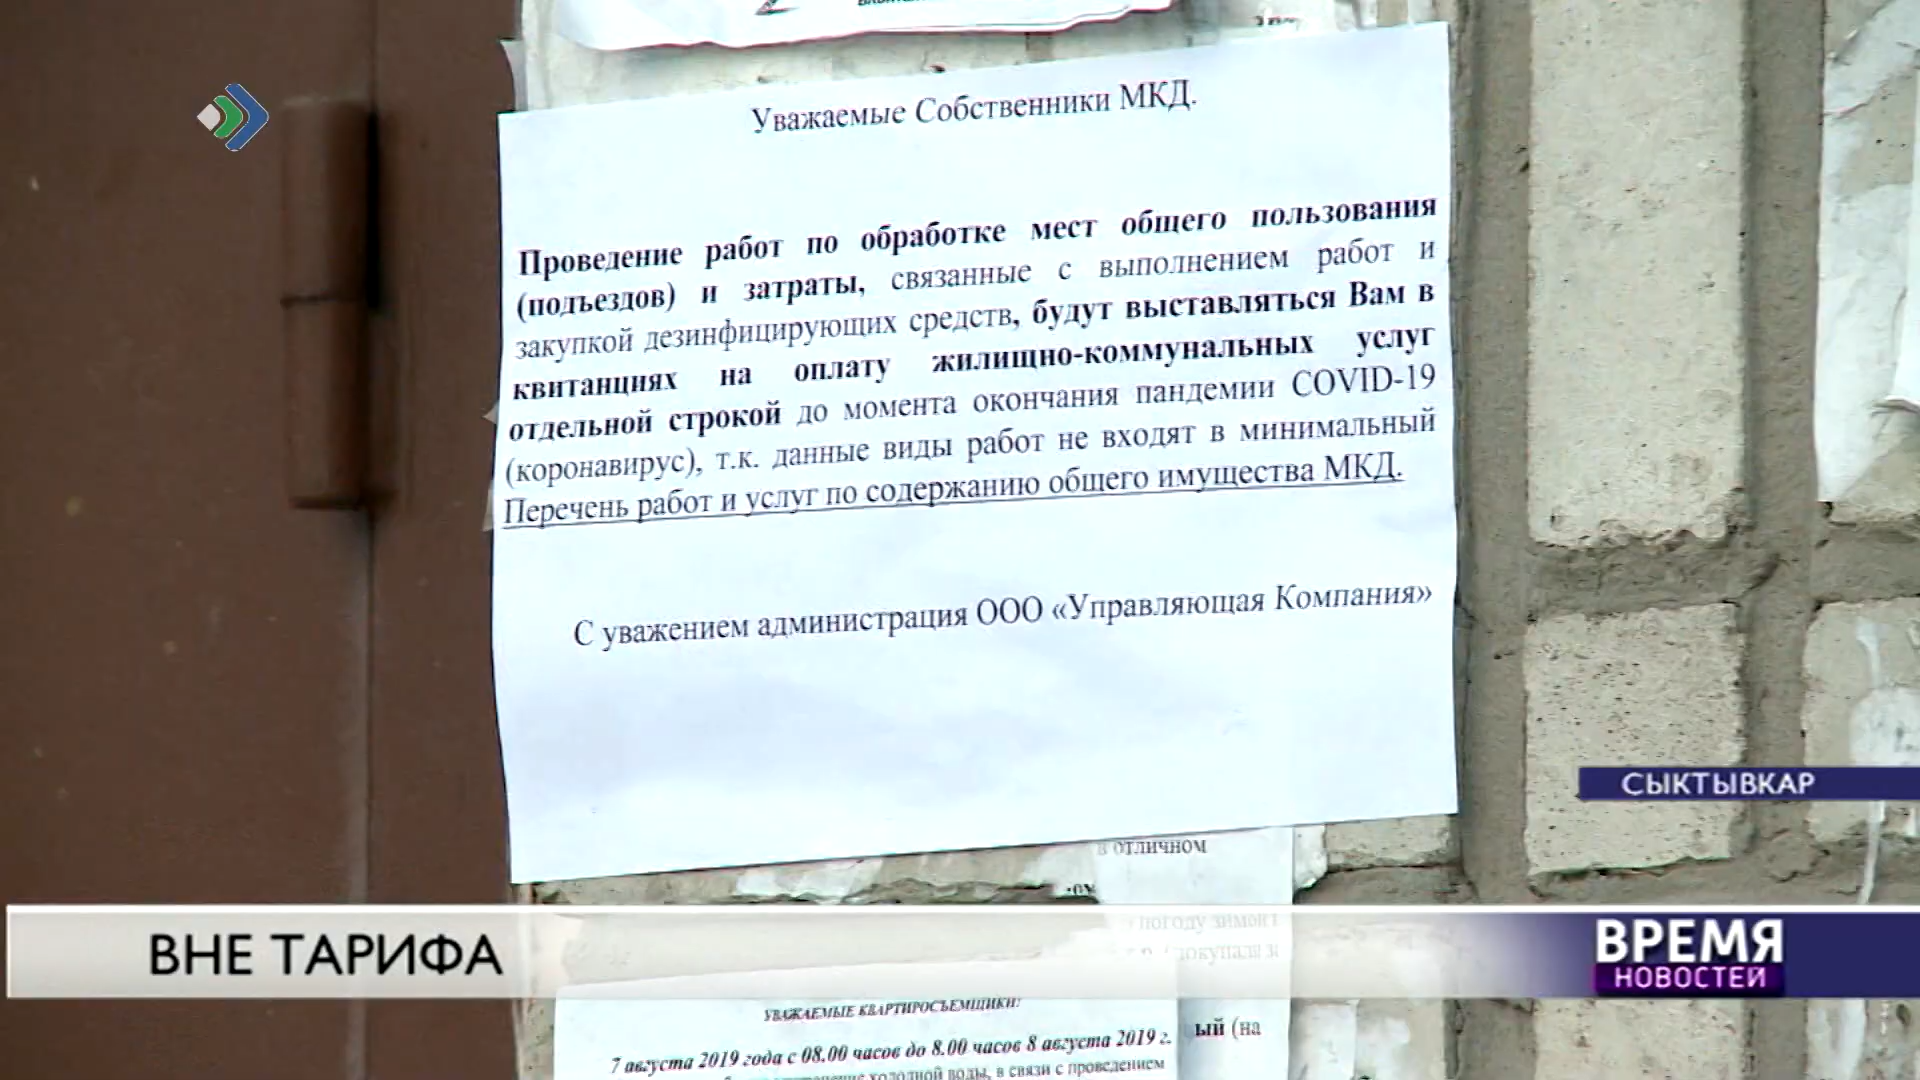 Уважаемые Собственники МКД.
Проведение работ по обработке мест общего пользования
(подъездов) и затраты, связанные с выполнением работ и
закупкой дезинфицирующих средств, будут выставляться Вам в
квитанциях на оплату жилищно-коммунальных услуг
отдельной строкой до момента окончания пандемии COVID-19
(коронавирус), т.к. данные виды работ не входят в минимальный
Перечень работ и услуг по содержанию общего имущества МКД.
С уважением администрация ООО «Управляющая Компания»
СЫКТЫВКАР
в отличном
погоду зимой
ВНЕ ТАРИФА
ВРЕМЯ
НОВОСТЕЙ
УВАЖАЕМЫЕ КВАРТИРОСЪЕМЩИКИ!
ый (на
7 августа 2019 года с 08.00 часов до 8.00 часов 8 августа 2019 г.
холодной воды, в связи с проведением